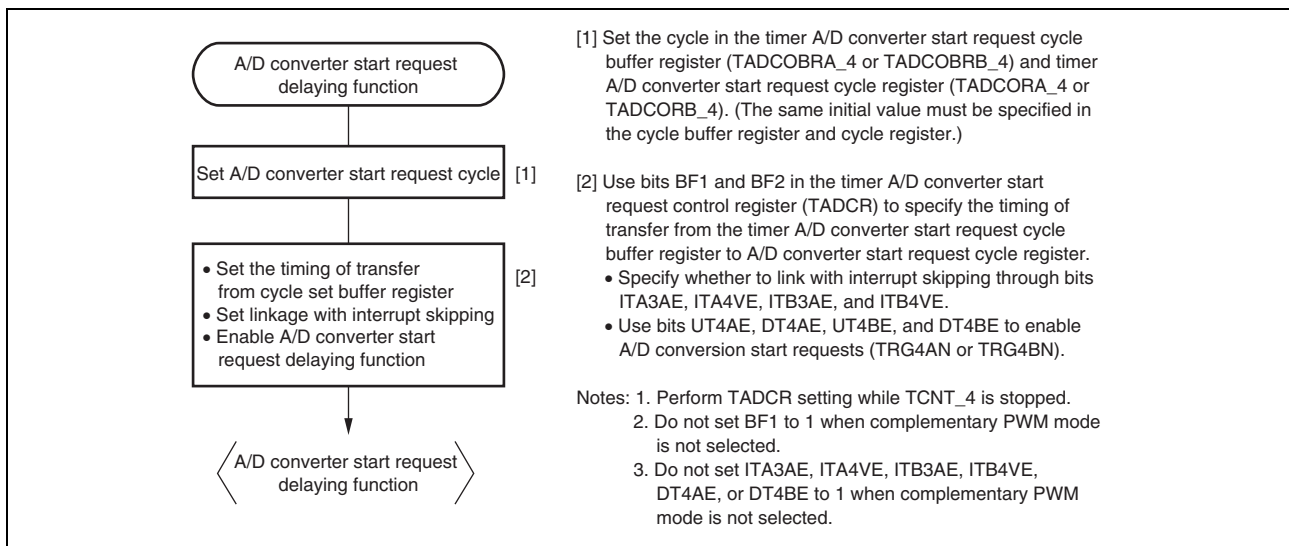 A/D converter start request
delaying function
Set A/D converter start request cycle [1]
• Set the timing of transfer
from cycle set buffer register
• Set linkage with interrupt skipping
• Enable A/D converter start
request delaying function
[2]
A/D converter start request
delaying function
[1] Set the cycle in the timer A/D converter start request cycle
buffer register (TADCOBRA_4 or TADCOBRB_4) and timer
A/D converter start request cycle register (TADCORA_4 or
TADCORB_4). (The same initial value must be specified in
the cycle buffer register and cycle register.)
[2] Use bits BF1 and BF2 in the timer A/D converter start
request control register (TADCR) to specify the timing of
transfer from the timer A/D converter start request cycle
buffer register to A/D converter start request cycle register.
• Specify whether to link with interrupt skipping through bits
ITA3AE, ITA4VE, ITB3AE, and ITB4VE.
• Use bits UT4AE, DT4AE, UT4BE, and DT4BE to enable
A/D conversion start requests (TRG4AN or TRG4BN).
Notes: 1. Perform TADCR setting while TCNT_4 is stopped.
2. Do not set BF1 to 1 when complementary PWM mode
is not selected.
3. Do not set ITA3AE, ITA4VE, ITB3AE, ITB4VE,
DT4AE, or DT4BE to 1 when complementary PWM
mode is not selected.